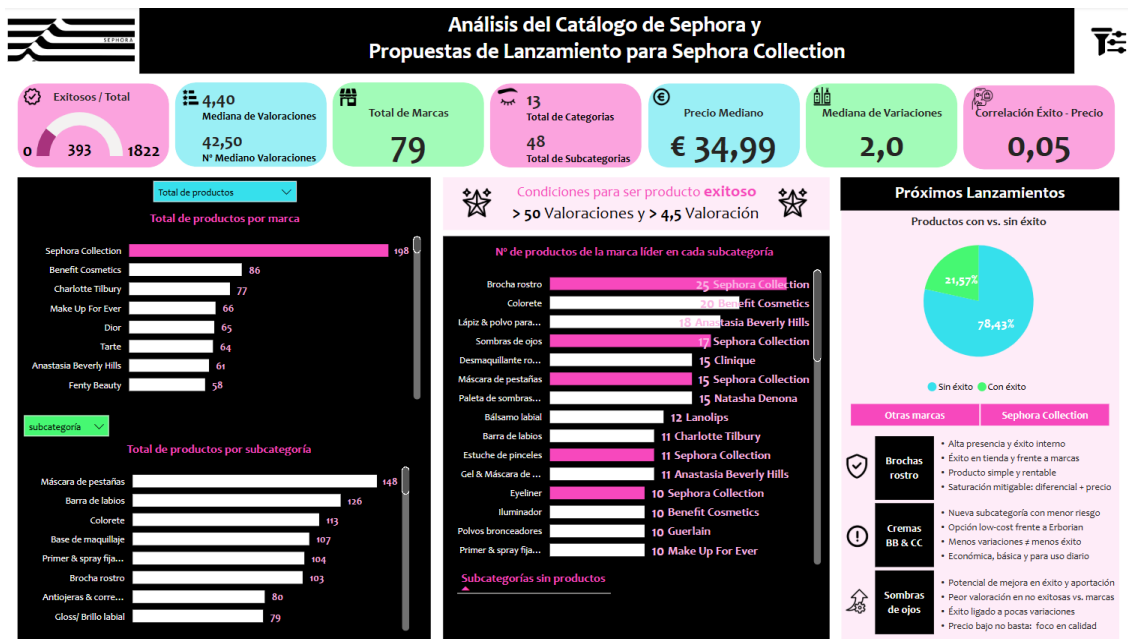 SEPHORA
Análisis del Catálogo de Sephora y
Propuestas de Lanzamiento para Sephora Collection
Exitosos / Total
0
393
1822
4,40
Mediana de Valoraciones
42,50
Nº Mediano Valoraciones
Total de Marcas
79
13
Total de Categorias
48
Total de Subcategorias
Precio Mediano
€ 34,99
Mediana de Variaciones
2,0
Correlación Éxito - Precio
0,05
Total de productos
Total de productos por marca
Sephora Collection 198
Benefit Cosmetics 86
Charlotte Tilbury 77
Make Up For Ever 66
Dior 65
Tarte 64
Anastasia Beverly Hills 61
Fenty Beauty 58
subcategoría
Total de productos por subcategoría
Máscara de pestañas 148
Barra de labios 126
Colorete 113
Base de maquillaje 107
Primer & spray fija... 104
Brocha rostro 103
Antiojeras & corre... 80
Gloss/ Brillo labial 79
Condiciones para ser producto exitoso
> 50 Valoraciones y > 4,5 Valoración
Nº de productos de la marca líder en cada subcategoría
Brocha rostro 25 Sephora Collection
Colorete 20 Benefit Cosmetics
Lápiz & polvo para... 18 Anastasia Beverly Hills
Sombras de ojos 17 Sephora Collection
Desmaquillante ro... 15 Clinique
Máscara de pestañas 15 Sephora Collection
Paleta de sombras... 15 Natasha Denona
Bálsamo labial 12 Lanolips
Barra de labios 11 Charlotte Tilbury
Estuche de pinceles 11 Sephora Collection
Gel & Máscara de ... 11 Anastasia Beverly Hills
Eyeliner 10 Sephora Collection
Iluminador 10 Benefit Cosmetics
Polvos bronceadores 10 Guerlain
Primer & spray fija... 10 Make Up For Ever
Subcategorías sin productos
Próximos Lanzamientos
Productos con vs. sin éxito
21,57%
78,43%
Sin éxito Con éxito
Otras marcas Sephora Collection
Brochas
rostro
• Alta presencia y éxito interno
• Éxito en tienda y frente a marcas
• Producto simple y rentable
• Saturación mitigable: diferencial + precio
Cremas
BB & CC
• Nueva subcategoría con menor riesgo
• Opción low-cost frente a Erborian
• Menos variaciones ≠ menos éxito
• Económica, básica y para uso diario
Sombras
de ojos
• Potencial de mejora en éxito y aportación
• Peor valoración en no exitosas vs. marcas
• Éxito ligado a pocas variaciones
• Precio bajo no basta: foco en calidad